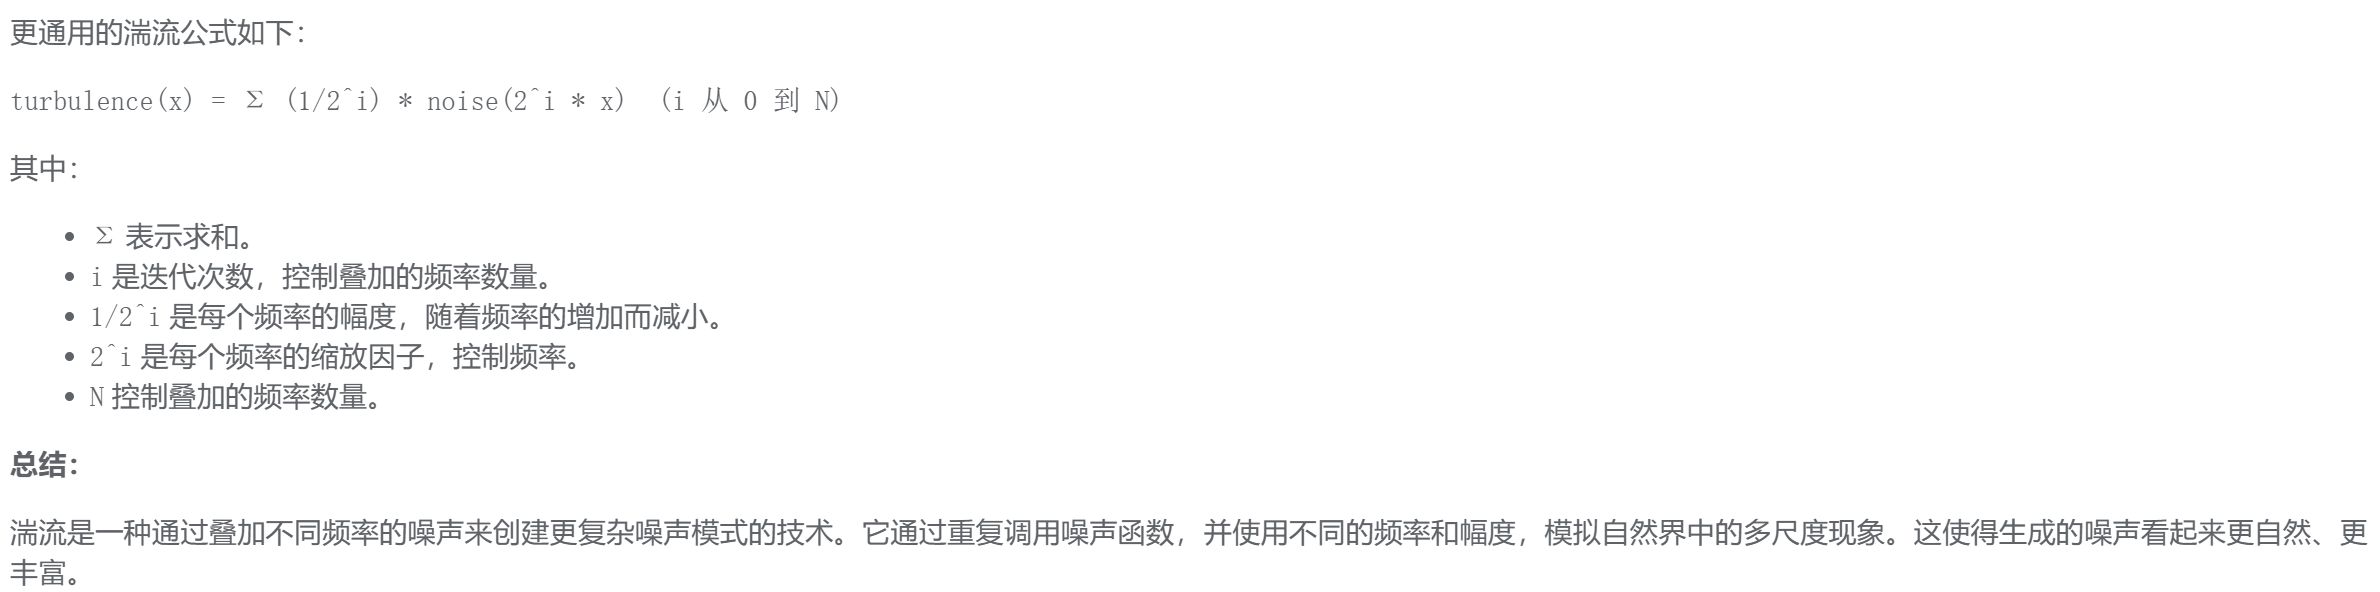 更通用的湍流公式如下：
turbulence(x) = Σ (1/2^i) * noise(2^i * x)  (i 从 0 到 N)
其中：
• Σ 表示求和。
• i 是迭代次数，控制叠加的频率数量。
• 1/2^i 是每个频率的幅度，随着频率的增加而减小。
• 2^i 是每个频率的缩放因子，控制频率。
• N 控制叠加的频率数量。
总结：
湍流是一种通过叠加不同频率的噪声来创建更复杂噪声模式的技术。它通过重复调用噪声函数，并使用不同的频率和幅度，模拟自然界中的多尺度现象。这使得生成的噪声看起来更自然、更
丰富。